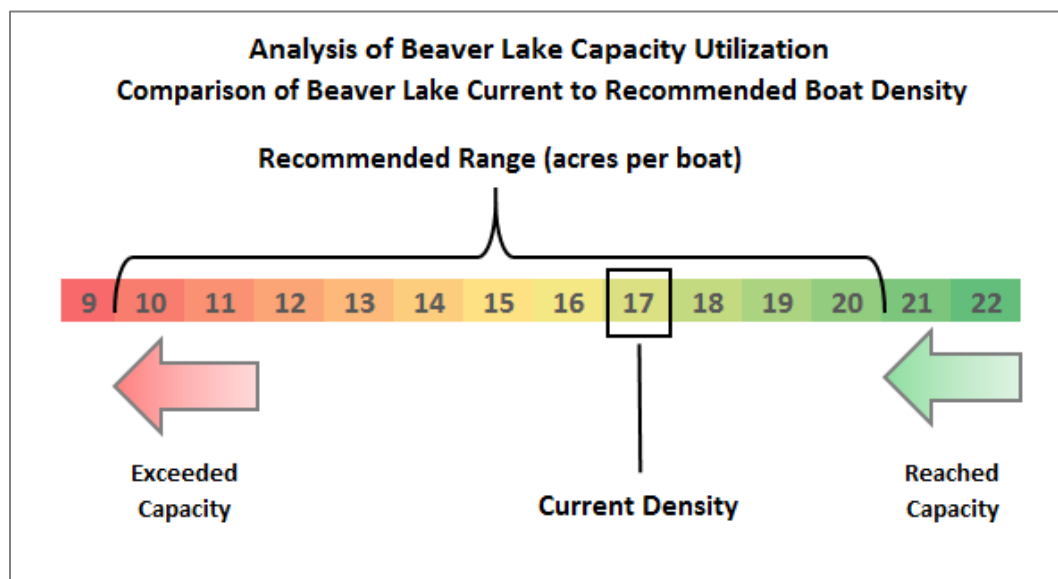 Analysis of Beaver Lake Capacity Utilization
Comparison of Beaver Lake Current to Recommended Boat Density
Recommended Range (acres per boat)
9 10 11 12 13 14 15 16 17 18 19 20 21 22
Exceeded
Capacity
Current Density
Reached
Capacity